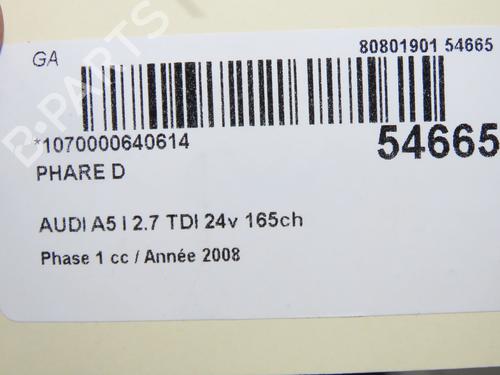 GA
80801901 54665
*1070000640614
54665
PHARE D
AUDI A5 I 2.7 TDI 24v 165ch
Phase 1 cc / Année 2008
B-PARTS